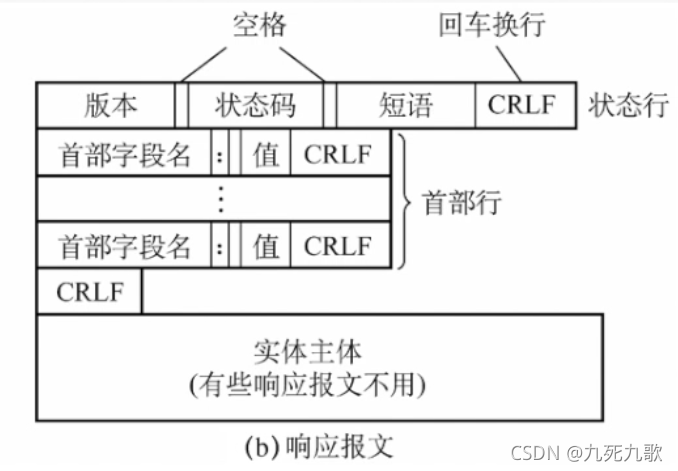 空格 回车换行
版本 状态码 短语 CRLF 状态行
首部字段名 : 值 CRLF
⋮ 首部行
首部字段名 : 值 CRLF
CRLF
实体主体
(有些响应报文不用)
(b) 响应报文
CSDN @九死九歌